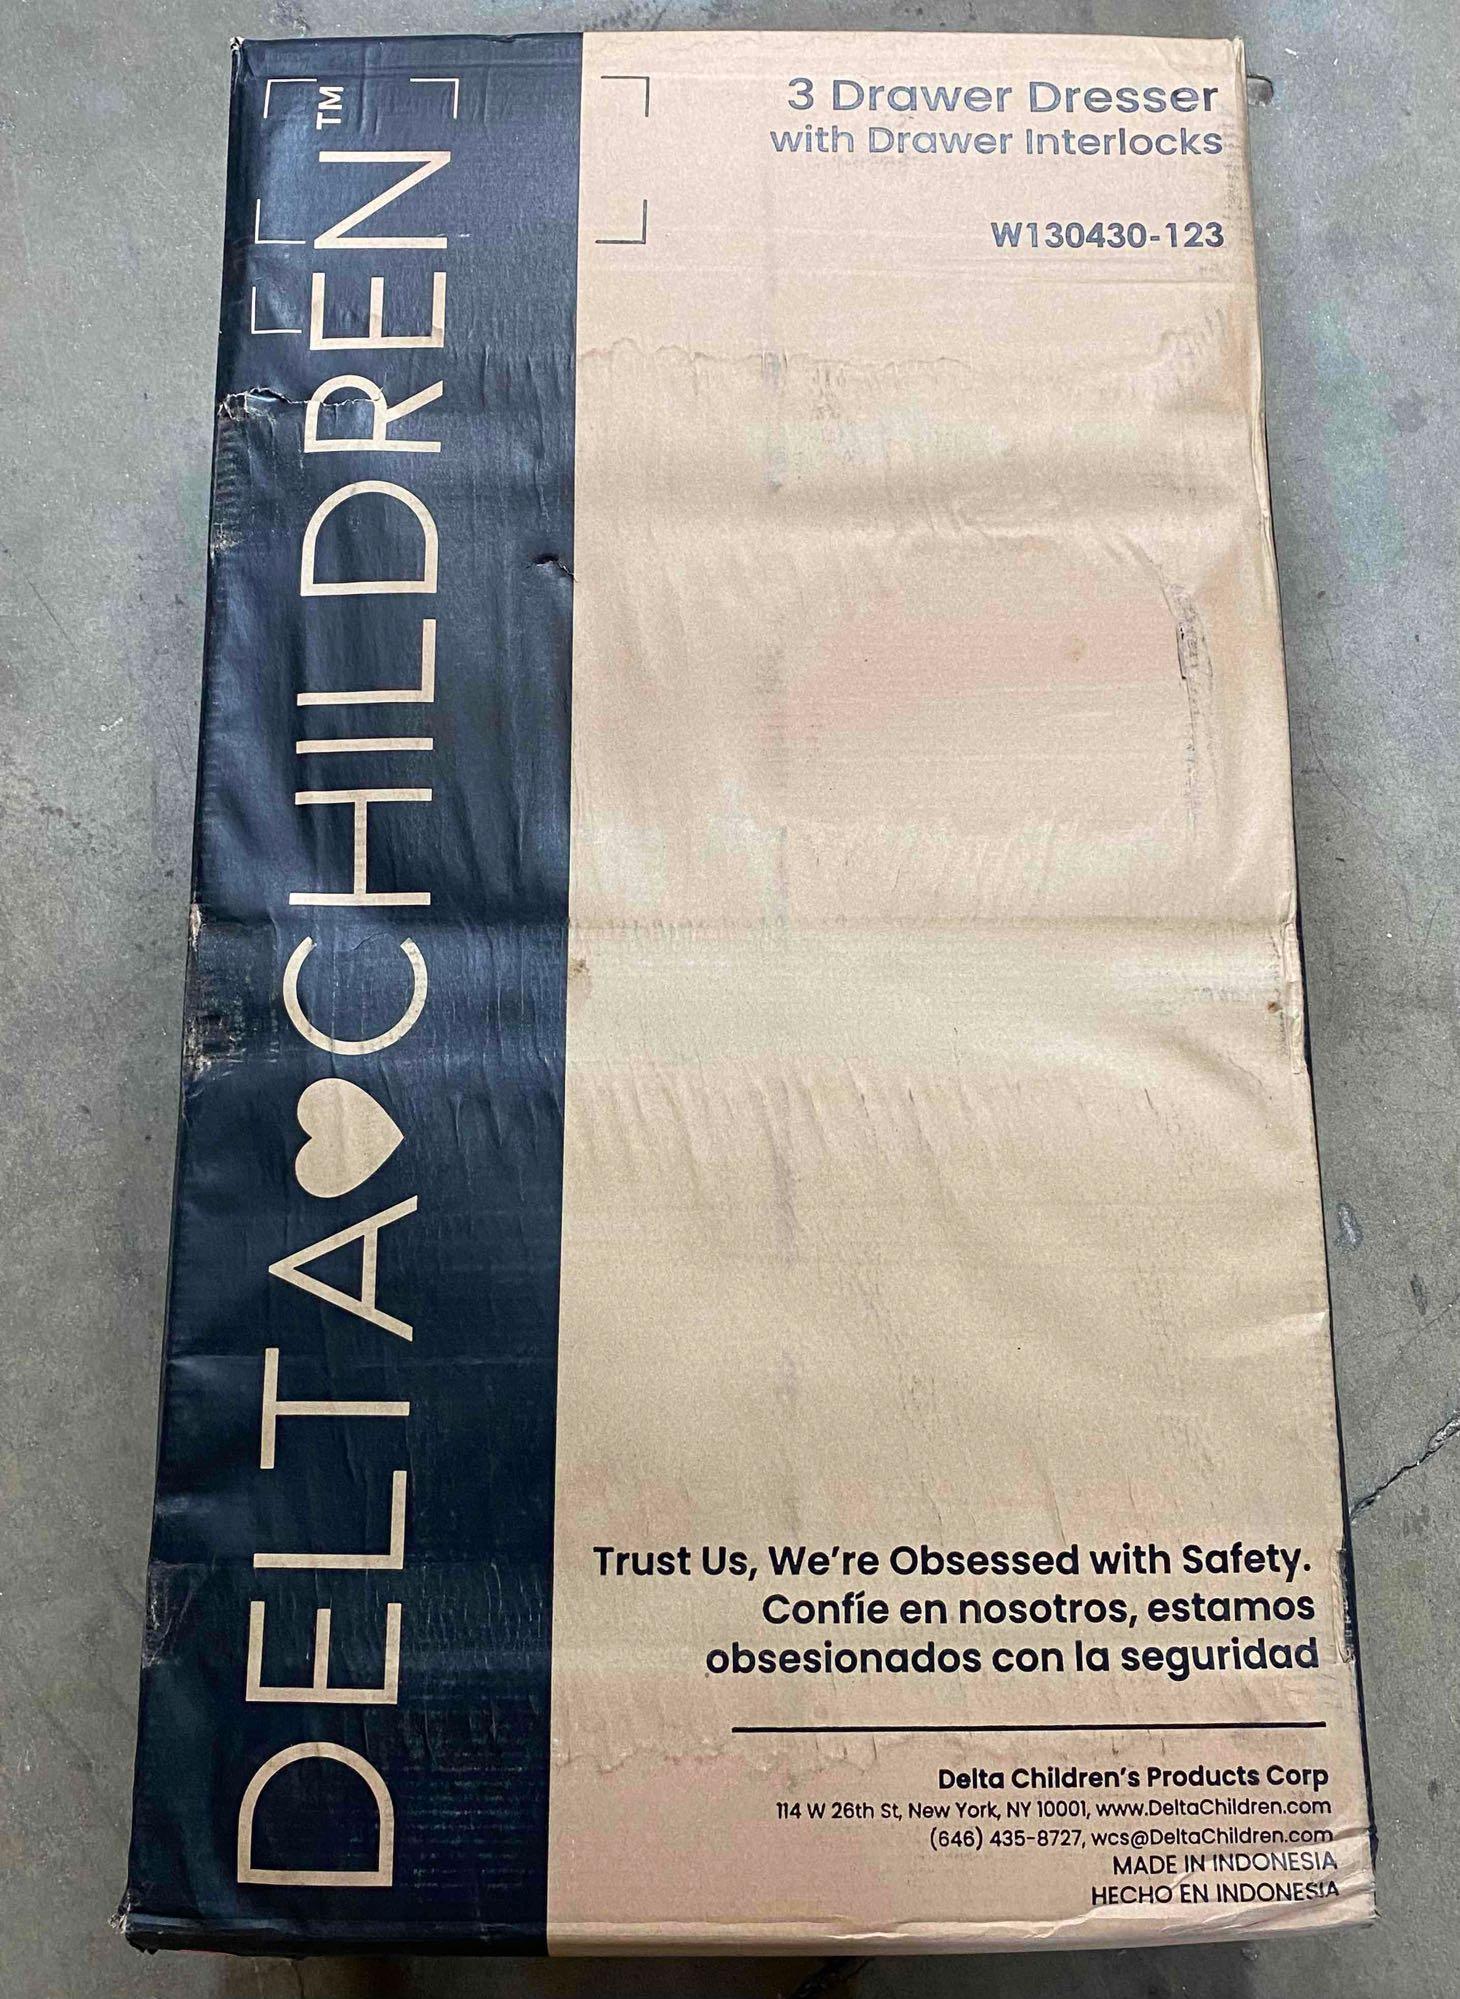 DELTA CHILDREN™
3 Drawer Dresser
with Drawer Interlocks
W130430-123
Trust Us, We're Obsessed with Safety.
Confíe en nosotros, estamos
obsesionados con la seguridad
Delta Children's Products Corp
114 W 26th St, New York, NY 10001, www.DeltaChildren.com
(646) 435-8727, wcs@DeltaChildren.com
MADE IN INDONESIA
HECHO EN INDONESIA